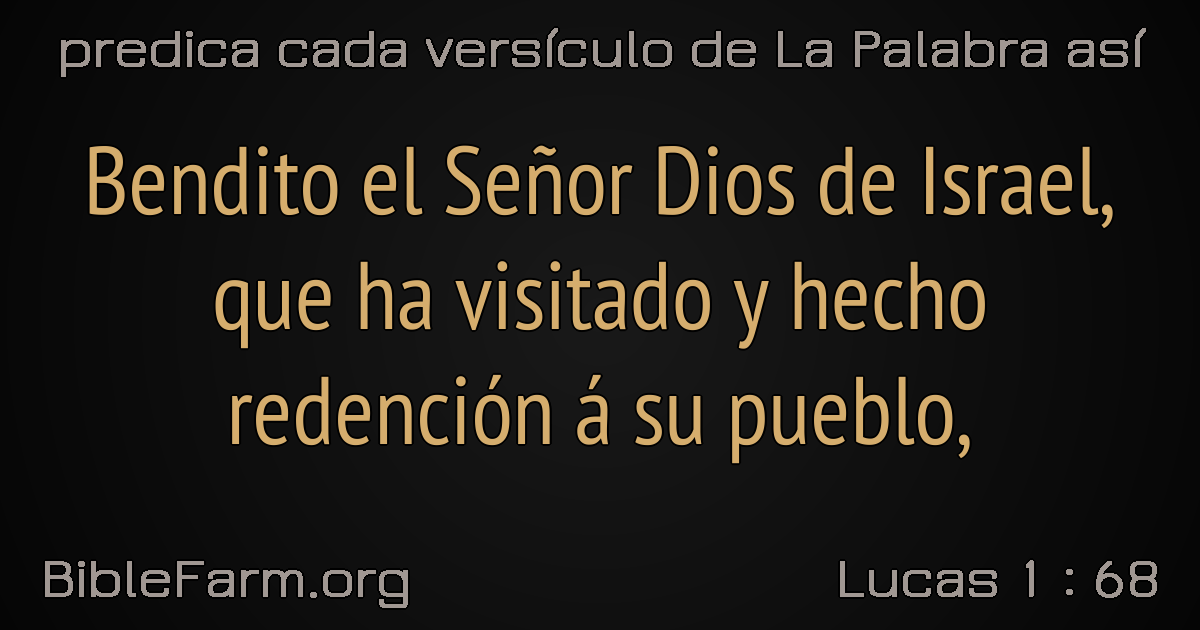 predica cada versículo de La Palabra así
Bendito el Señor Dios de Israel,
que ha visitado y hecho
redención á su pueblo,
BibleFarm.org
Lucas 1 : 68